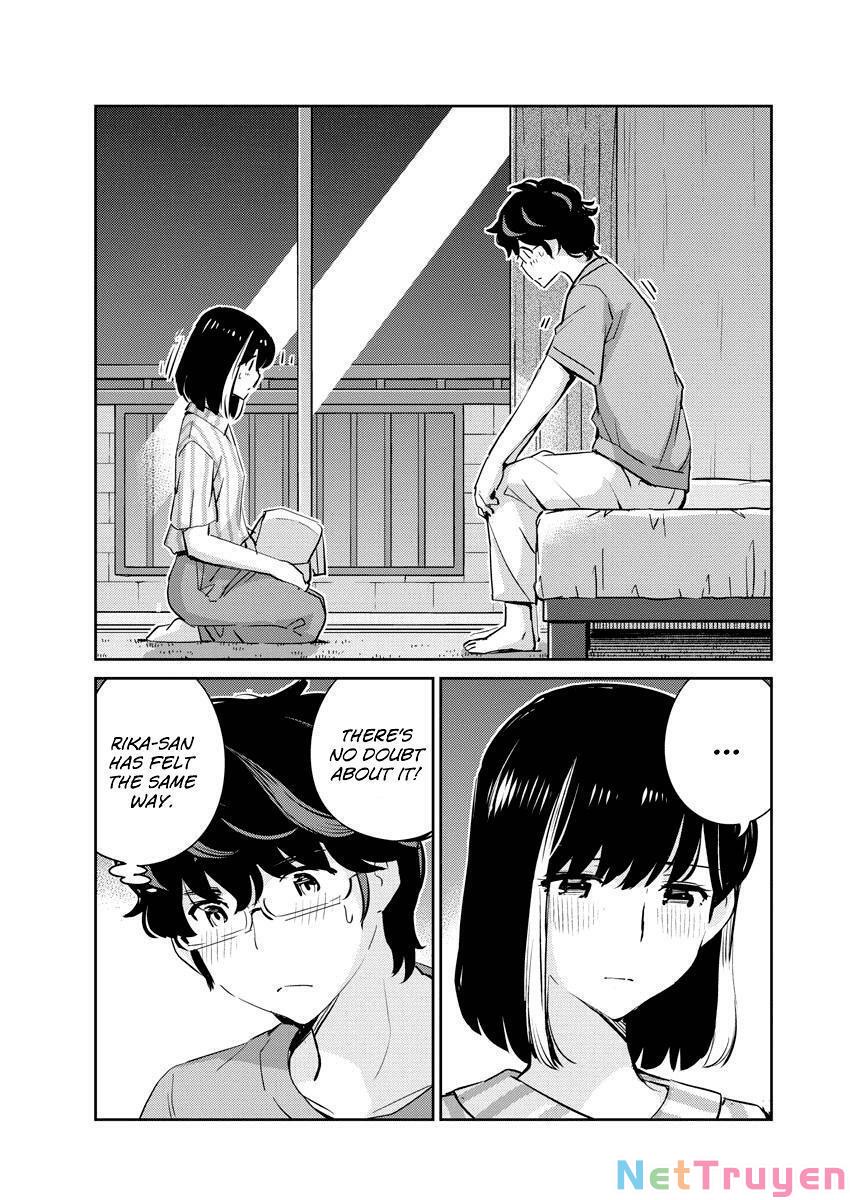 ...
THERE'S
NO DOUBT
ABOUT IT!
RIKA-SAN
HAS FELT
THE SAME
WAY.
NetTruyen